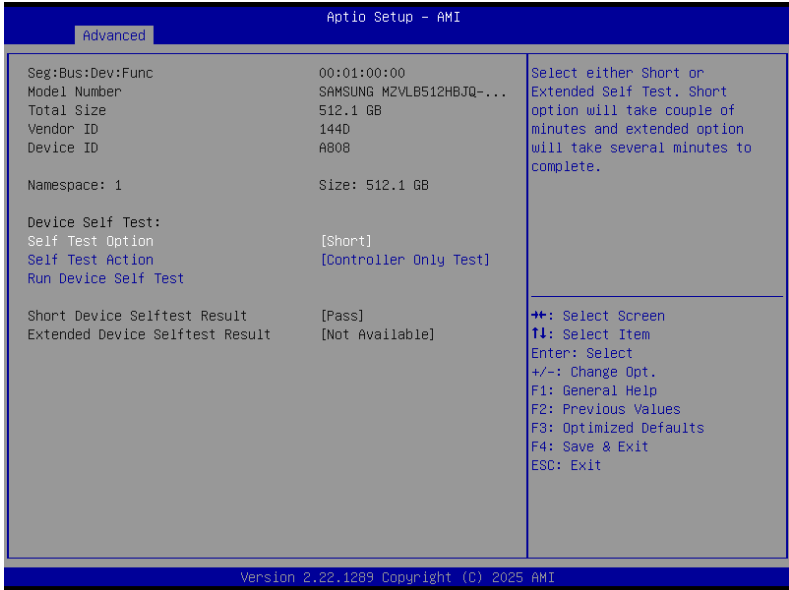 Aptio Setup - AMI
Advanced
Seg:Bus:Dev:Func 00:01:00:00
Model Number SAMSUNG MZVLB512HBJQ-...
Total Size 512.1 GB
Vendor ID 144D
Device ID A808
Namespace: 1 Size: 512.1 GB
Device Self Test:
Self Test Option [Short]
Self Test Action [Controller Only Test]
Run Device Self Test
Short Device Selftest Result [Pass]
Extended Device Selftest Result [Not Available]
Select either Short or
Extended Self Test. Short
option will take couple of
minutes and extended option
will take several minutes to
complete.
→←: Select Screen
↑↓: Select Item
Enter: Select
+/-: Change Opt.
F1: General Help
F2: Previous Values
F3: Optimized Defaults
F4: Save & Exit
ESC: Exit
Version 2.22.1289 Copyright (C) 2025 AMI